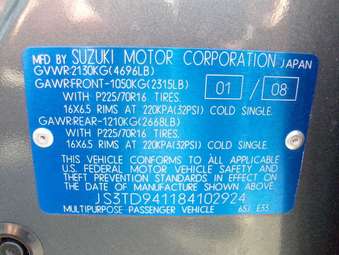 MFD BY SUZUKI MOTOR CORPORATION JAPAN
GVWR:2130KG(4696LB)
GAWR:FRONT-1050KG(2315LB)
01 / 08
WITH P225/70R16 TIRES,
16X6.5 RIMS AT 220KPA(32PSI) COLD SINGLE.
GAWR:REAR-1210KG(2668LB)
WITH P225/70R16 TIRES,
16X6.5 RIMS AT 220KPA(32PSI) COLD SINGLE.
THIS VEHICLE CONFORMS TO ALL APPLICABLE
U.S. FEDERAL MOTOR VEHICLE SAFETY AND
THEFT PREVENTION STANDARDS IN EFFECT ON
THE DATE OF MANUFACTURE SHOWN ABOVE.
JS3TD941184102924
MULTIPURPOSE PASSENGER VEHICLE 65J E33